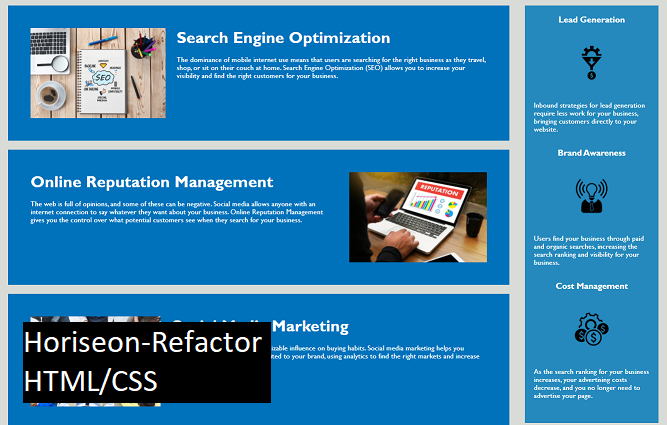 Search Engine Optimization
The dominance of mobile internet use means that users are searching for the right business as they travel,
shop, or sit on their couch at home. Search Engine Optimization (SEO) allows you to increase your
visibility and find the right customers for your business.
SEO
Online Reputation Management
The web is full of opinions, and some of these can be negative. Social media allows anyone with an
internet connection to say whatever they want about your business. Online Reputation Management
gives you the control over what potential customers see when they search for your business.
REPUTATION
Marketing
influence on buying habits. Social media marketing helps you
to your brand, using analytics to find the right markets and increase
Horiseon-Refactor
HTML/CSS
Lead Generation
Inbound strategies for lead generation
require less work for your business,
bringing customers directly to your
website.
Brand Awareness
Users find your business through paid
and organic searches, increasing the
search ranking and visibility for your
business.
Cost Management
As the search ranking for your business
increases, your advertning costs
decrease, and you no longer need to
advertise your page.